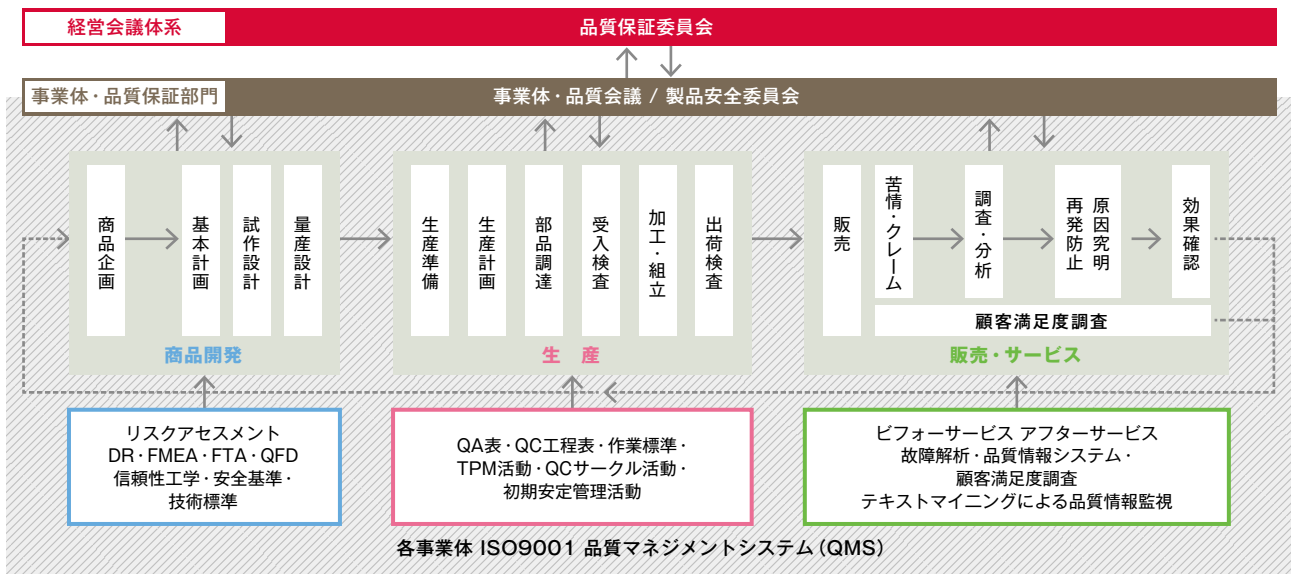 経営会議体系
品質保証委員会
事業体・品質保証部門
事業体・品質会議 / 製品安全委員会
商品企画
基本計画
試作設計
量産設計
商品開発
生産準備
生産計画
部品調達
受入検査
加工・組立
出荷検査
生 産
販売
苦情・クレーム
調査・分析
原因究明
再発防止
効果確認
顧客満足度調査
販売・サービス
リスクアセスメント
DR・FMEA・FTA・QFD
信頼性工学・安全基準・
技術標準
QA表・QC工程表・作業標準・
TPM活動・QCサークル活動・
初期安定管理活動
ビフォーサービス アフターサービス
故障解析・品質情報システム・
顧客満足度調査
テキストマイニングによる品質情報監視
各事業体 ISO9001 品質マネジメントシステム（QMS）